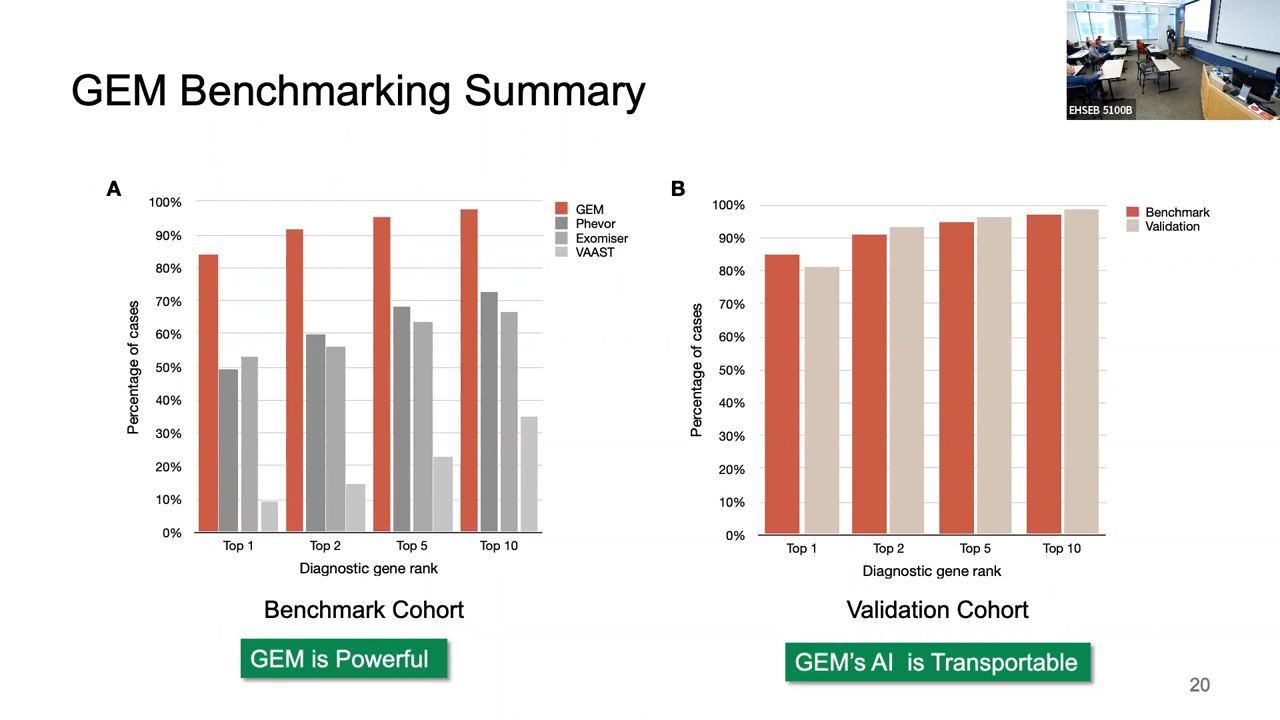 EHSEB 5100B
GEM Benchmarking Summary
A
100%
90%
80%
70%
60%
50%
40%
30%
20%
10%
0%
Percentage of cases
GEM
Phevor
Exomiser
VAAST
Top 1
Top 2
Top 5
Top 10
Diagnostic gene rank
Benchmark Cohort
GEM is Powerful
B
100%
90%
80%
70%
60%
50%
40%
30%
20%
10%
0%
Percentage of cases
Benchmark
Validation
Top 1
Top 2
Top 5
Top 10
Diagnostic gene rank
Validation Cohort
GEM's AI is Transportable
20